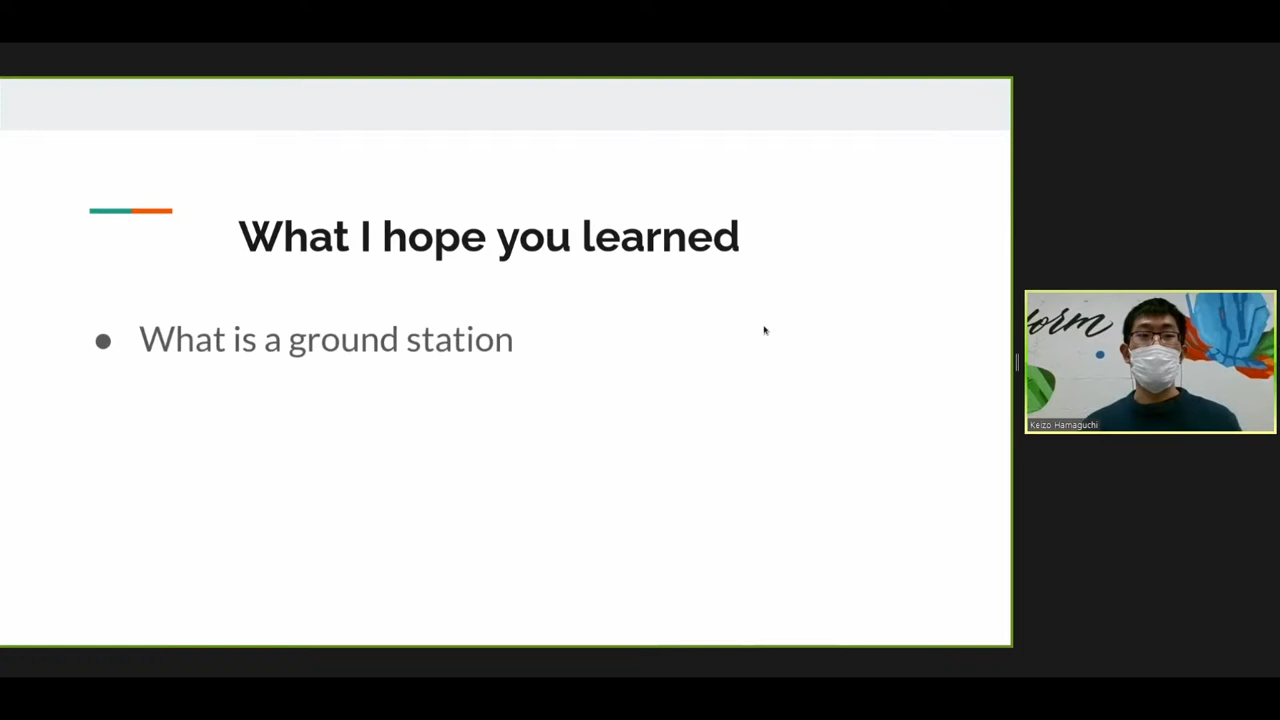 What I hope you learned
● What is a ground station
orm
Keizo Hamaguchi